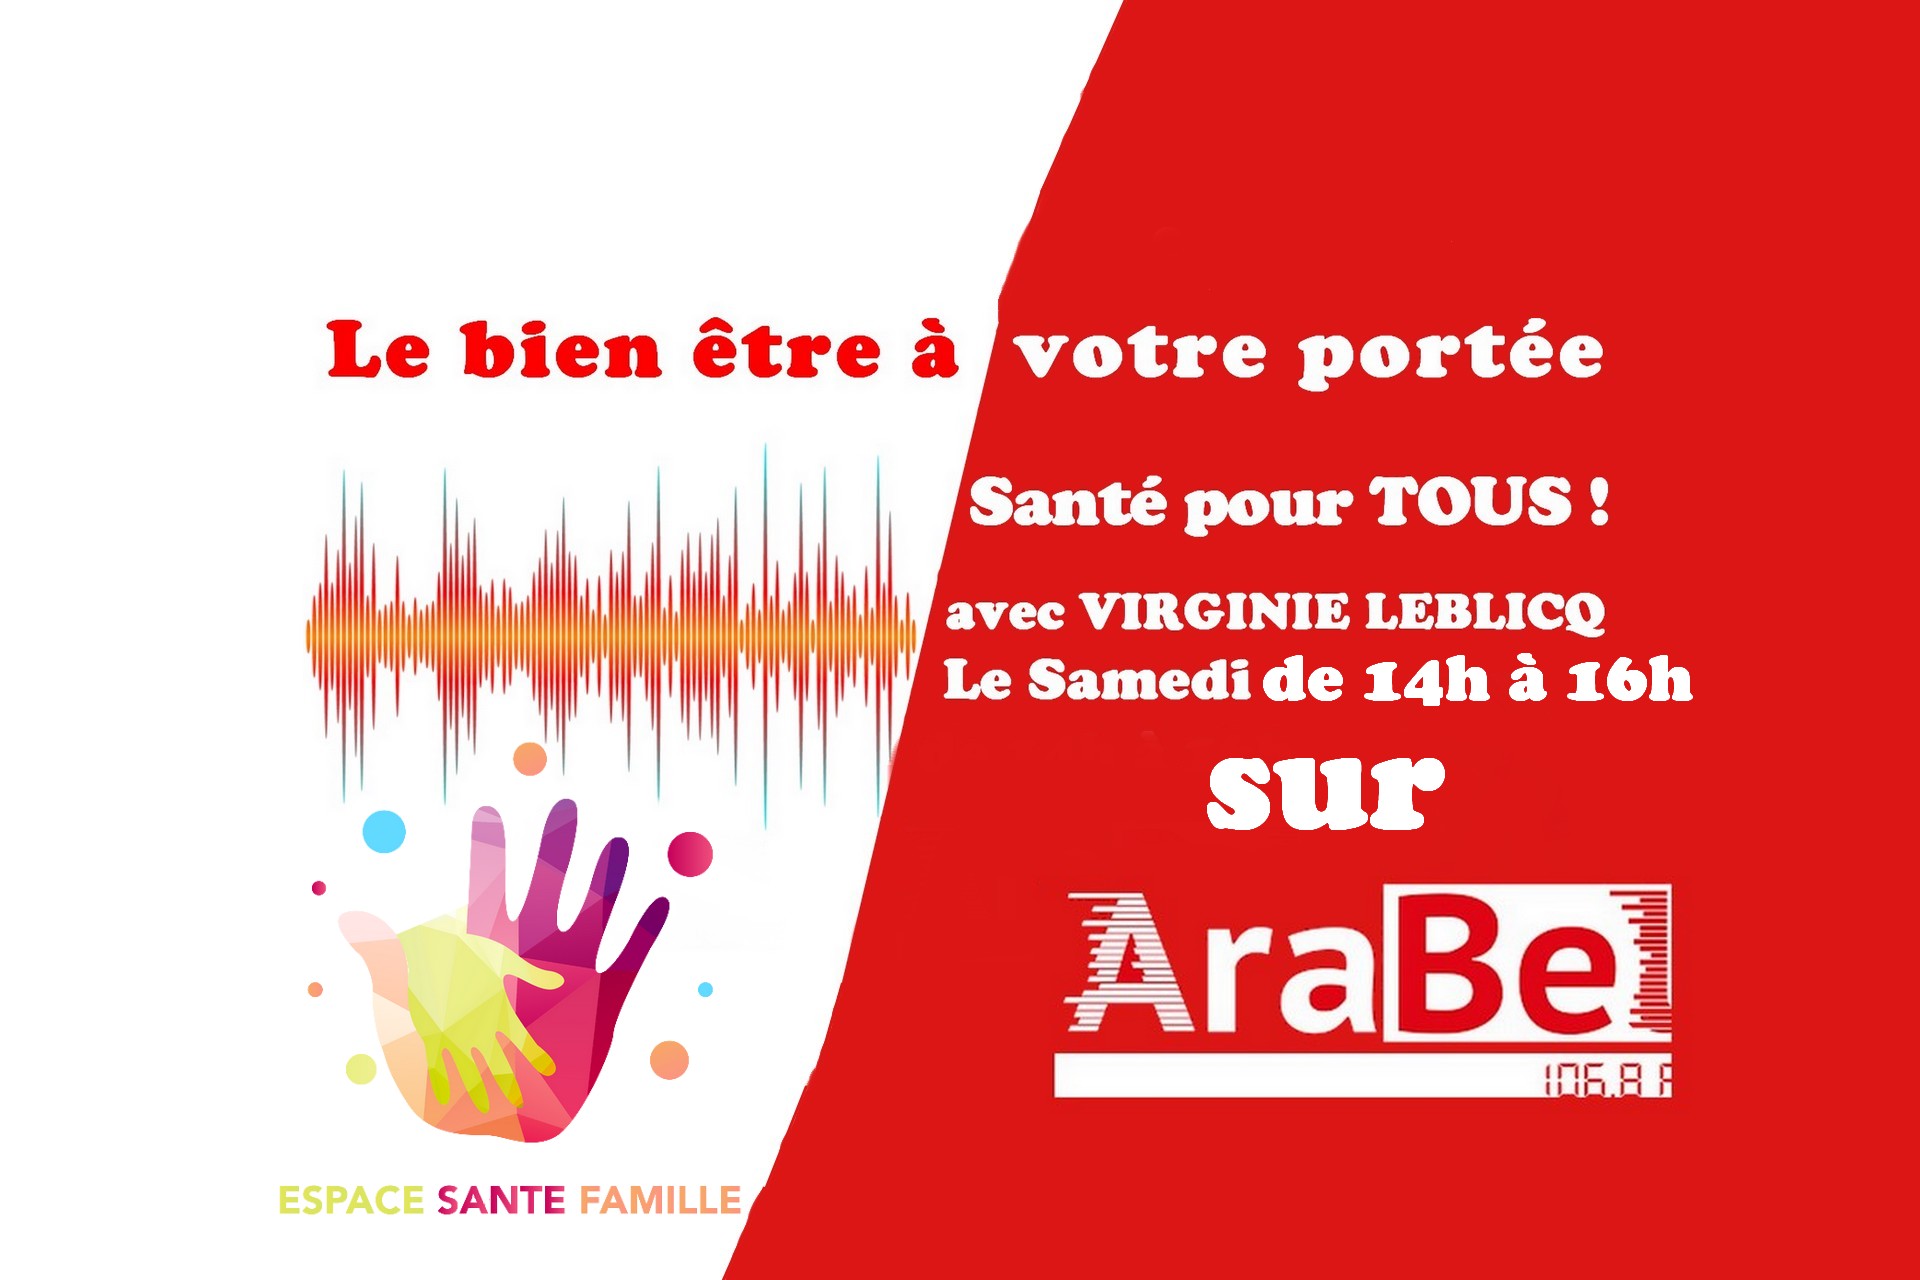 Le bien être à votre portée
Santé pour TOUS !
avec VIRGINIE LEBLICQ
Le Samedi de 14h à 16h
sur
AraBel
106.8 F
ESPACE SANTE FAMILLE